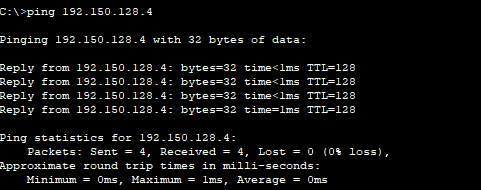 C:\>ping 192.150.128.4
Pinging 192.150.128.4 with 32 bytes of data:
Reply from 192.150.128.4: bytes=32 time<1ms TTL=128
Reply from 192.150.128.4: bytes=32 time<1ms TTL=128
Reply from 192.150.128.4: bytes=32 time=1ms TTL=128
Reply from 192.150.128.4: bytes=32 time=1ms TTL=128
Ping statistics for 192.150.128.4:
Packets: Sent = 4, Received = 4, Lost = 0 (0% loss),
Approximate round trip times in milli-seconds:
Minimum = 0ms, Maximum = 1ms, Average = 0ms